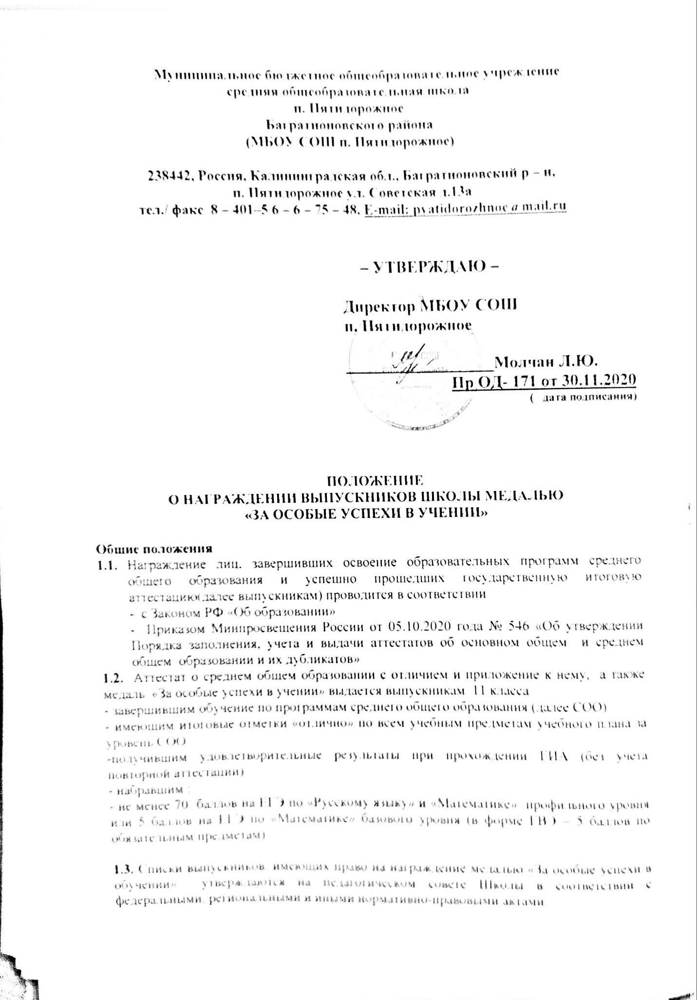 Муниципальное бюджетное общеобразовательное учреждение
средняя общеобразовательная школа
п. Пятидорожное
Багратионовского района
(МБОУ СОШ п. Пятидорожное)
238442, Россия, Калининградская обл., Багратионовский р – н,
п. Пятидорожное ул. Советская д.13а
тел./ факс 8 – 401–5 6 – 6 – 75 – 48, E-mail: pyatidorozhnoe@mail.ru
– УТВЕРЖДАЮ –
Директор МБОУ СОШ
п. Пятидорожное
СОШ
Молчан Л.Ю.
Пр ОД- 171 от 30.11.2020
( дата подписания)
ПОЛОЖЕНИЕ
О НАГРАЖДЕНИИ ВЫПУСКНИКОВ ШКОЛЫ МЕДАЛЬЮ
«ЗА ОСОБЫЕ УСПЕХИ В УЧЕНИИ»
Общие положения
1.1. Награждение лиц, завершивших освоение образовательных программ среднего
общего образования и успешно прошедших государственную итоговую
аттестацию(далее выпускникам) проводится в соответствии
- с Законом РФ «Об образовании»
- Приказом Минпросвещения России от 05.10.2020 года № 546 «Об утверждении
Порядка заполнения, учета и выдачи аттестатов об основном общем и среднем
общем образовании и их дубликатов»
1.2. Аттестат о среднем общем образовании с отличием и приложение к нему, а также
медаль «За особые успехи в учении» выдается выпускникам 11 класса
- завершившим обучение по программам среднего общего образования (далее СОО)
- имеющим итоговые отметки «отлично» по всем учебным предметам учебного плана за
уровень СОО
-получившим удовлетворительные результаты при прохождении ГИА (без учета
повторной аттестации)
- набравшим :
- не менее 70 баллов на ЕГЭ по «Русскому языку» и «Математике» профильного уровня
или 5 баллов на ЕГЭ по «Математике» базового уровня (в форме ГВЭ – 5 баллов по
обязательным предметам)
1.3. Списки выпускников, имеющих право на награждение медалью «За особые успехи в
обучении» утверждаются на педагогическом совете Школы в соответствии с
федеральными, региональными и иными нормативно-правовыми актами.